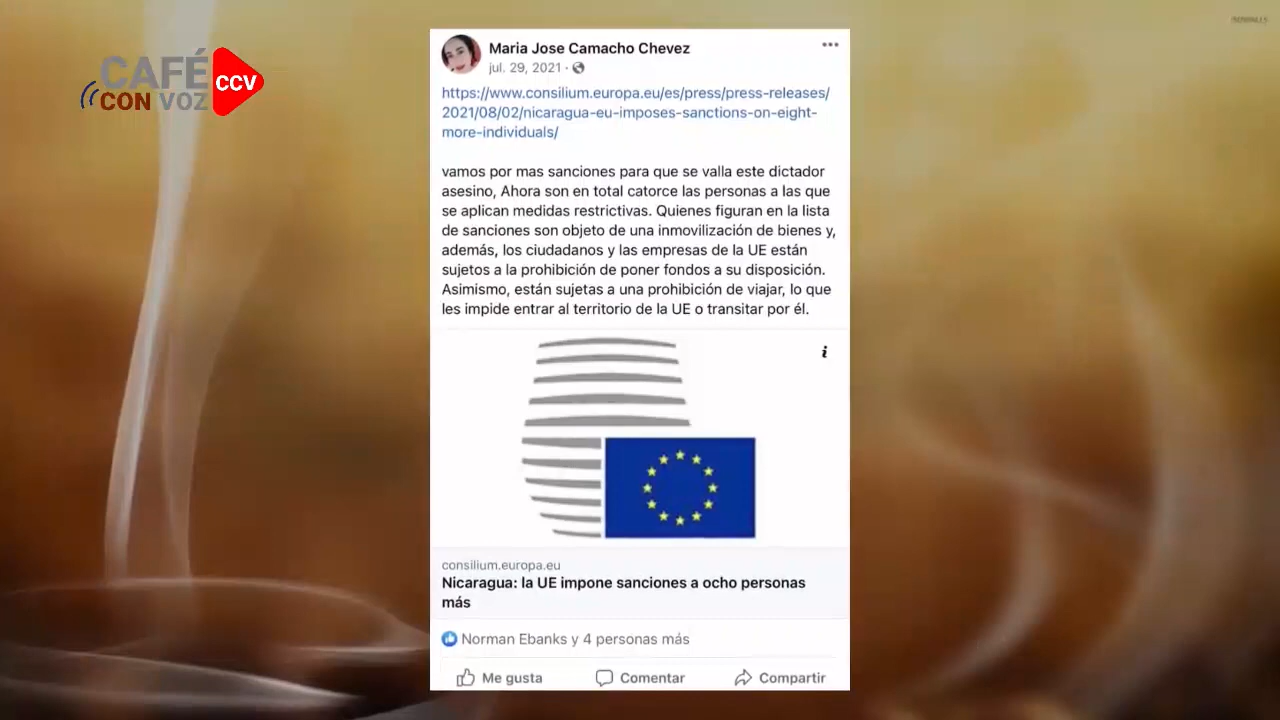 CAFÉ
CON VOZ
CCV
Maria Jose Camacho Chevez
jul. 29, 2021 ·
https://www.consilium.europa.eu/es/press/press-releases/
2021/08/02/nicaragua-eu-imposes-sanctions-on-eight-
more-individuals/
vamos por mas sanciones para que se valla este dictador
asesino, Ahora son en total catorce las personas a las que
se aplican medidas restrictivas. Quienes figuran en la lista
de sanciones son objeto de una inmovilización de bienes y,
además, los ciudadanos y las empresas de la UE están
sujetos a la prohibición de poner fondos a su disposición.
Asimismo, están sujetas a una prohibición de viajar, lo que
les impide entrar al territorio de la UE o transitar por él.
i
consilium.europa.eu
Nicaragua: la UE impone sanciones a ocho personas
más
Norman Ebanks y 4 personas más
Me gusta
Comentar
Compartir